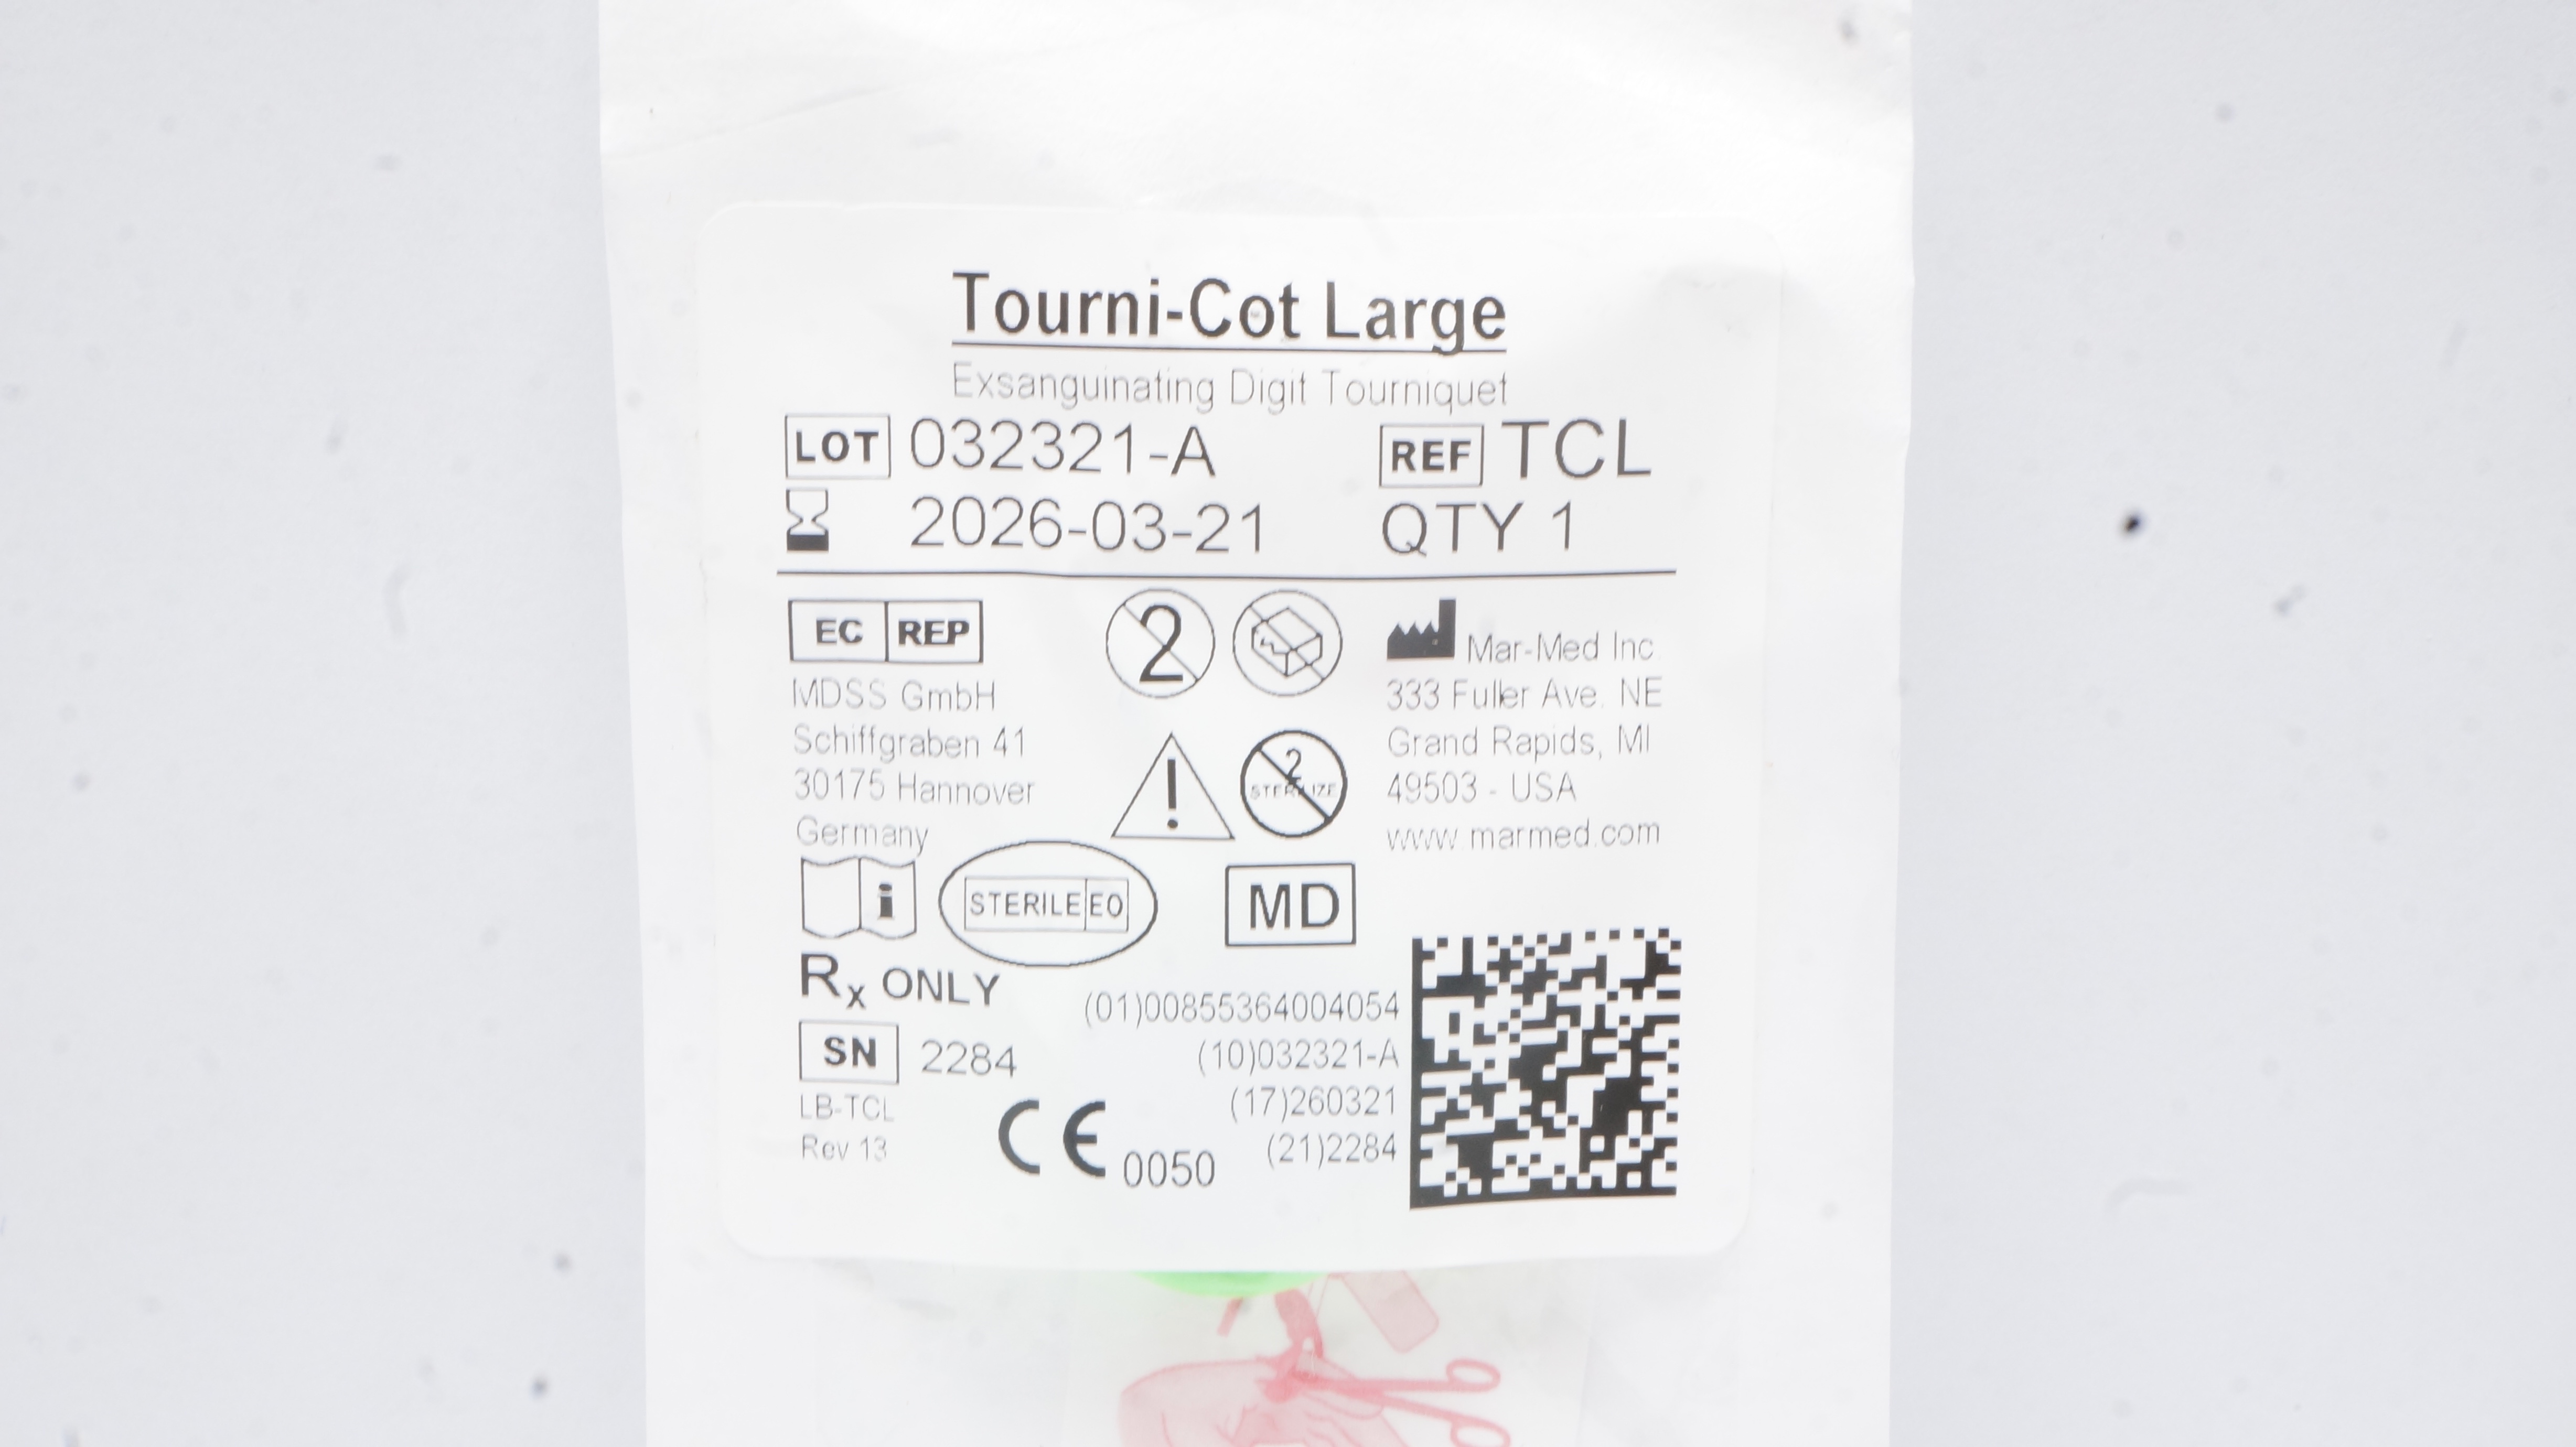 Tourni-Cot Large
Exsanguinating Digit Tourniquet
LOT 032321-A
REF TCL
2026-03-21
QTY 1
EC REP
MDSS GmbH
Schiffgraben 41
30175 Hannover
Germany
2
2
STERILIZE
Mar-Med Inc
333 Fuller Ave. NE
Grand Rapids, MI
49503 - USA
www.marmed.com
i
STERILE EO
MD
Rx ONLY
SN 2284
LB-TCL
Rev 13
CE 0050
(01)00855364004054
(10)032321-A
(17)260321
(21)2284